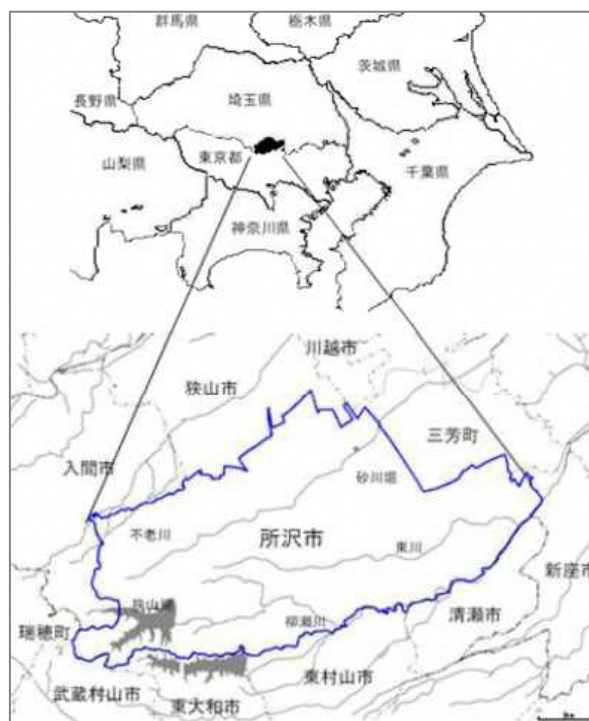 群馬県
栃木県
茨城県
長野県
埼玉県
山梨県
東京都
千葉県
神奈川県
川越市
狭山市
三芳町
入間市
砂川堀
不老川
所沢市
東川
新座市
狭山湖
柳瀬川
清瀬市
瑞穂町
東村山市
武蔵村山市
東大和市